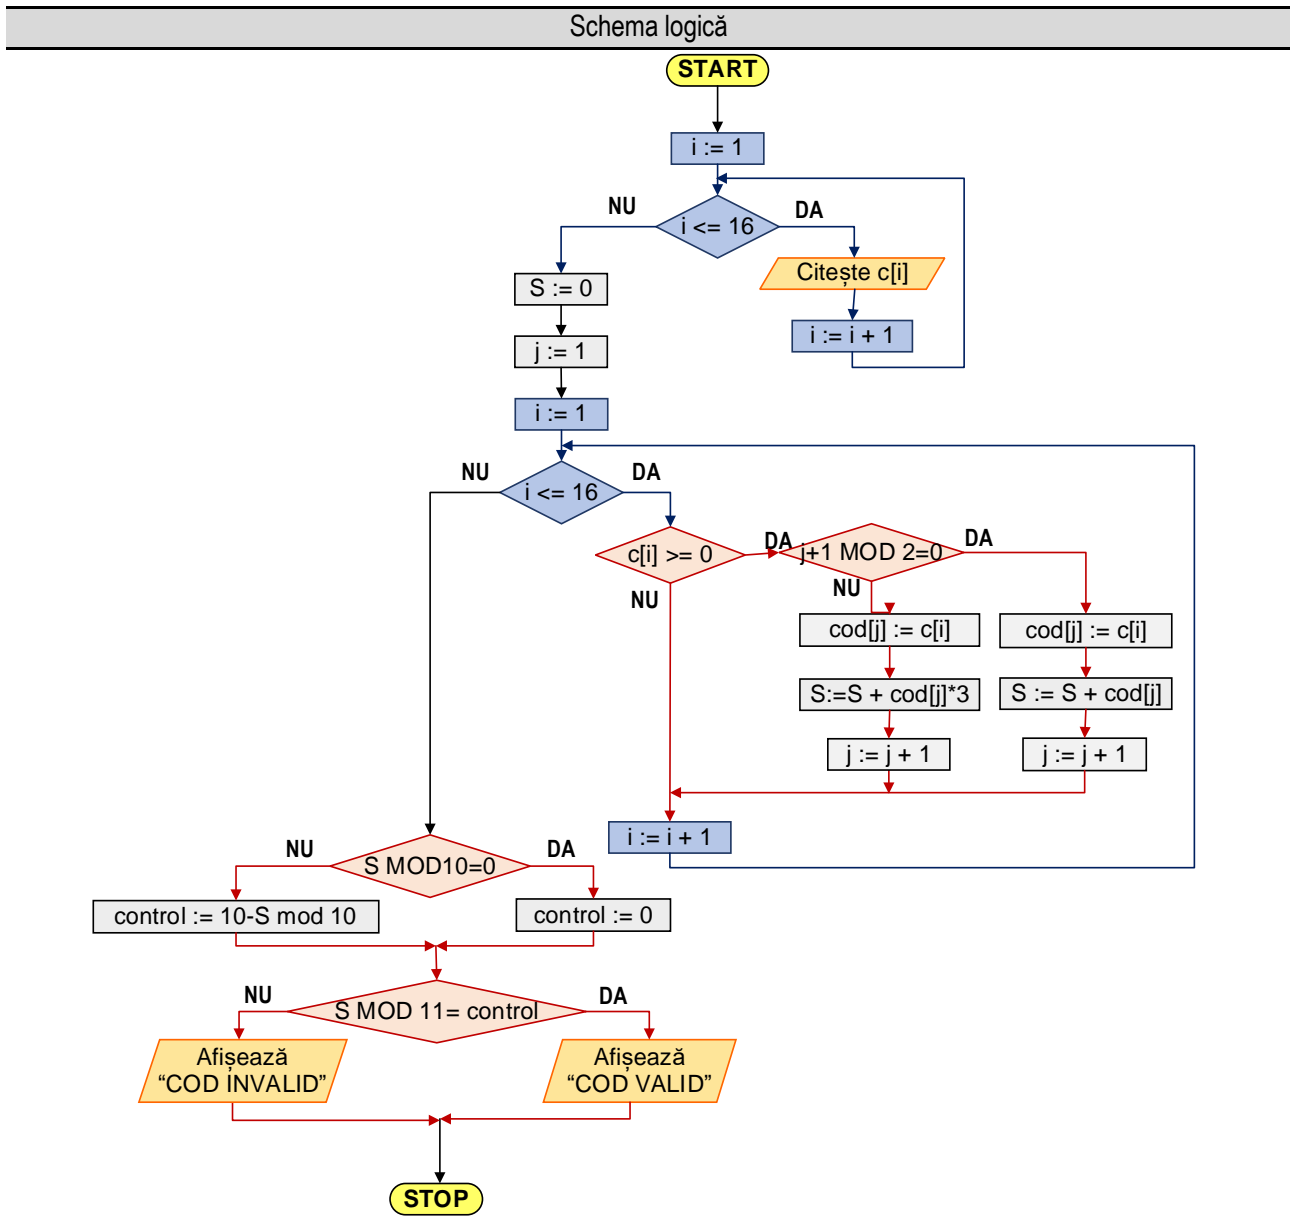 Schema logică
START
i := 1
NU
DA
i <= 16
Citește c[i]
S := 0
i := i + 1
j := 1
i := 1
NU
DA
i <= 16
c[i] >= 0
DA
j+1 MOD 2=0
DA
NU
NU
cod[j] := c[i]
cod[j] := c[i]
S:=S + cod[j]*3
S := S + cod[j]
j := j + 1
j := j + 1
i := i + 1
NU
S MOD10=0
DA
control := 10-S mod 10
control := 0
NU
S MOD 11= control
DA
Afișează
“COD INVALID”
Afișează
“COD VALID”
STOP